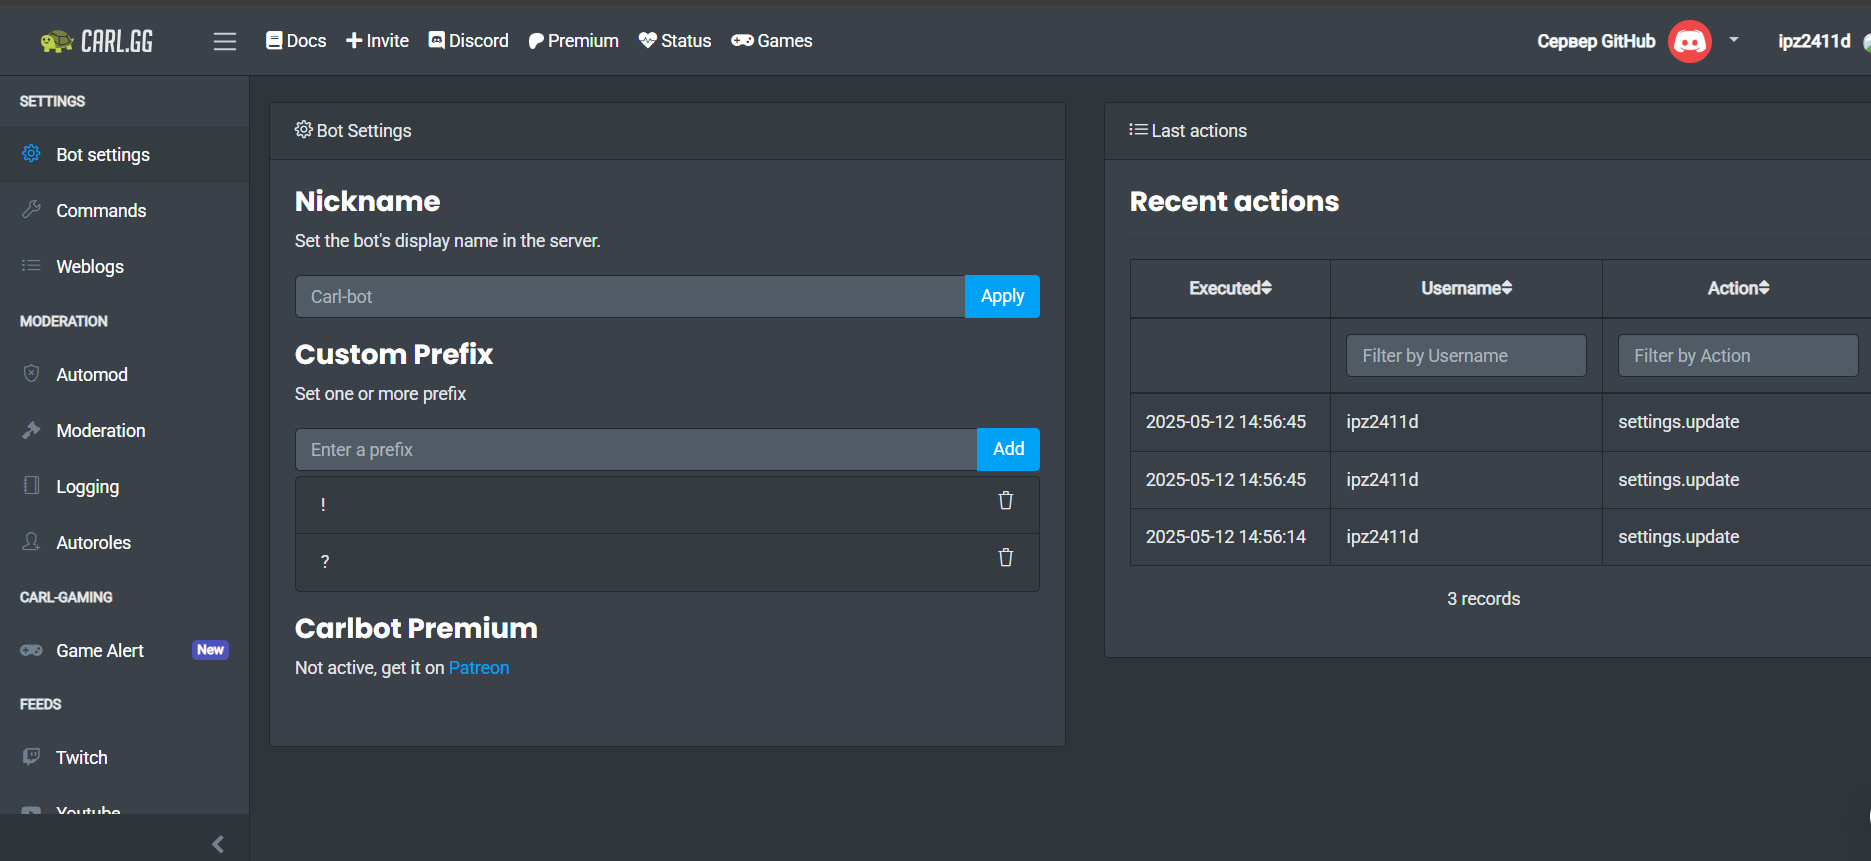 CARL.GG
Docs Invite Discord Premium Status Games
Сервер GitHub ipz2411d
SETTINGS
Bot settings
Commands
Weblogs
MODERATION
Automod
Moderation
Logging
Autoroles
CARL-GAMING
Game Alert New
FEEDS
Twitch
Youtube
Bot Settings
Nickname
Set the bot's display name in the server.
Carl-bot Apply
Custom Prefix
Set one or more prefix
Enter a prefix Add
!
?
Carlbot Premium
Not active, get it on Patreon
Last actions
Recent actions
Executed Username Action
Filter by Username Filter by Action
2025-05-12 14:56:45 ipz2411d settings.update
2025-05-12 14:56:45 ipz2411d settings.update
2025-05-12 14:56:14 ipz2411d settings.update
3 records